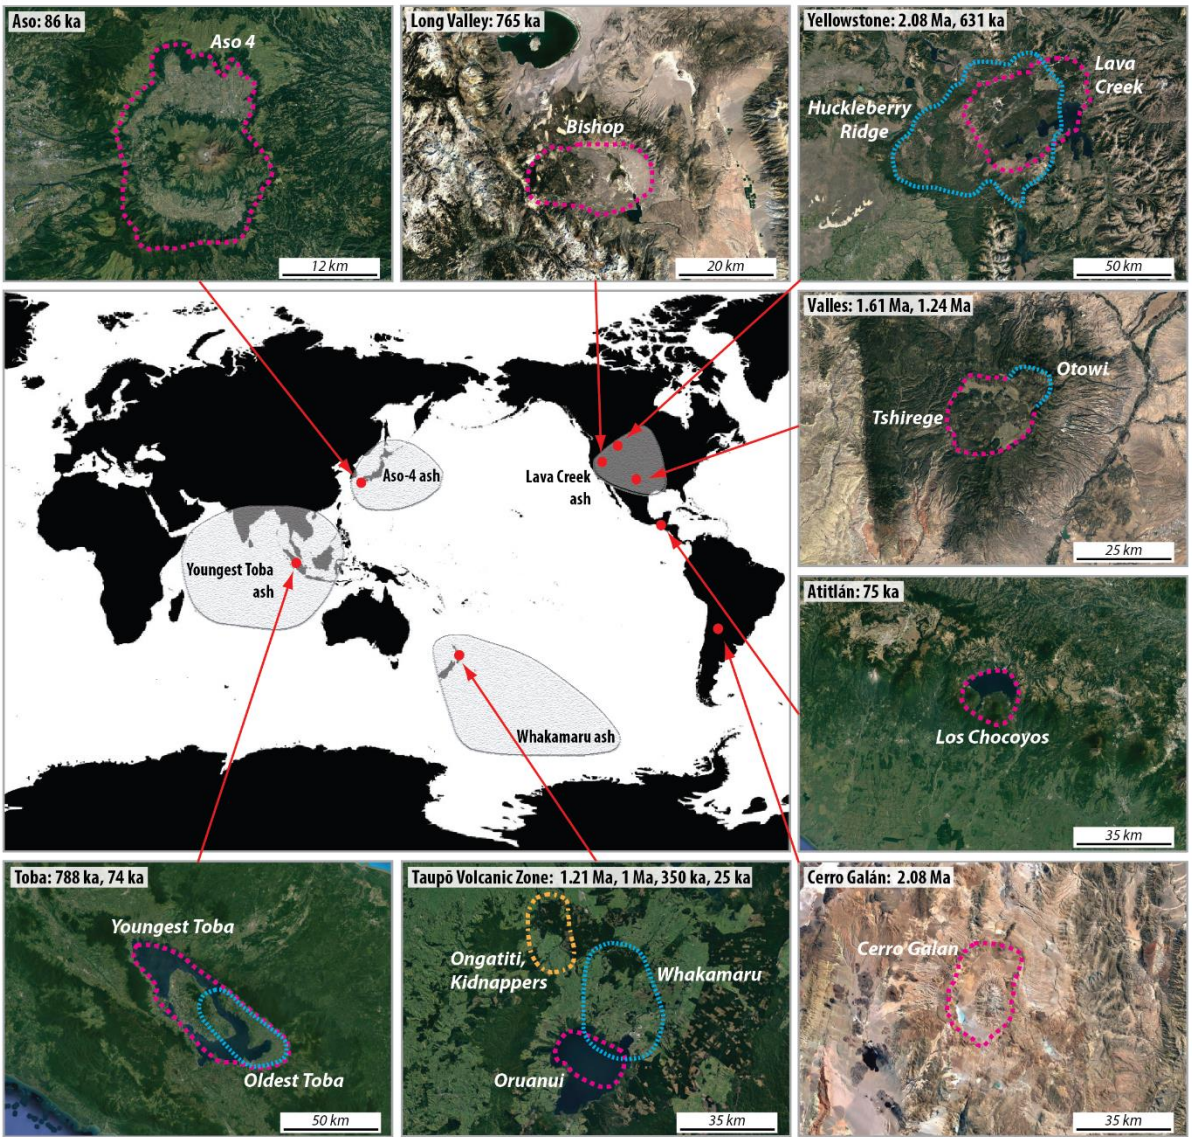 Aso: 86 ka
Aso 4
12 km
Long Valley: 765 ka
Bishop
20 km
Yellowstone: 2.08 Ma, 631 ka
Lava
Creek
Huckleberry
Ridge
50 km
Valles: 1.61 Ma, 1.24 Ma
Otowi
Tshirege
25 km
Aso-4 ash
Lava Creek
ash
Youngest Toba
ash
Whakamaru ash
Atitlán: 75 ka
Los Chocoyos
35 km
Toba: 788 ka, 74 ka
Youngest Toba
Oldest Toba
50 km
Taupō Volcanic Zone: 1.21 Ma, 1 Ma, 350 ka, 25 ka
Ongatiti,
Kidnappers
Whakamaru
Oruanui
35 km
Cerro Galán: 2.08 Ma
Cerro Galan
35 km